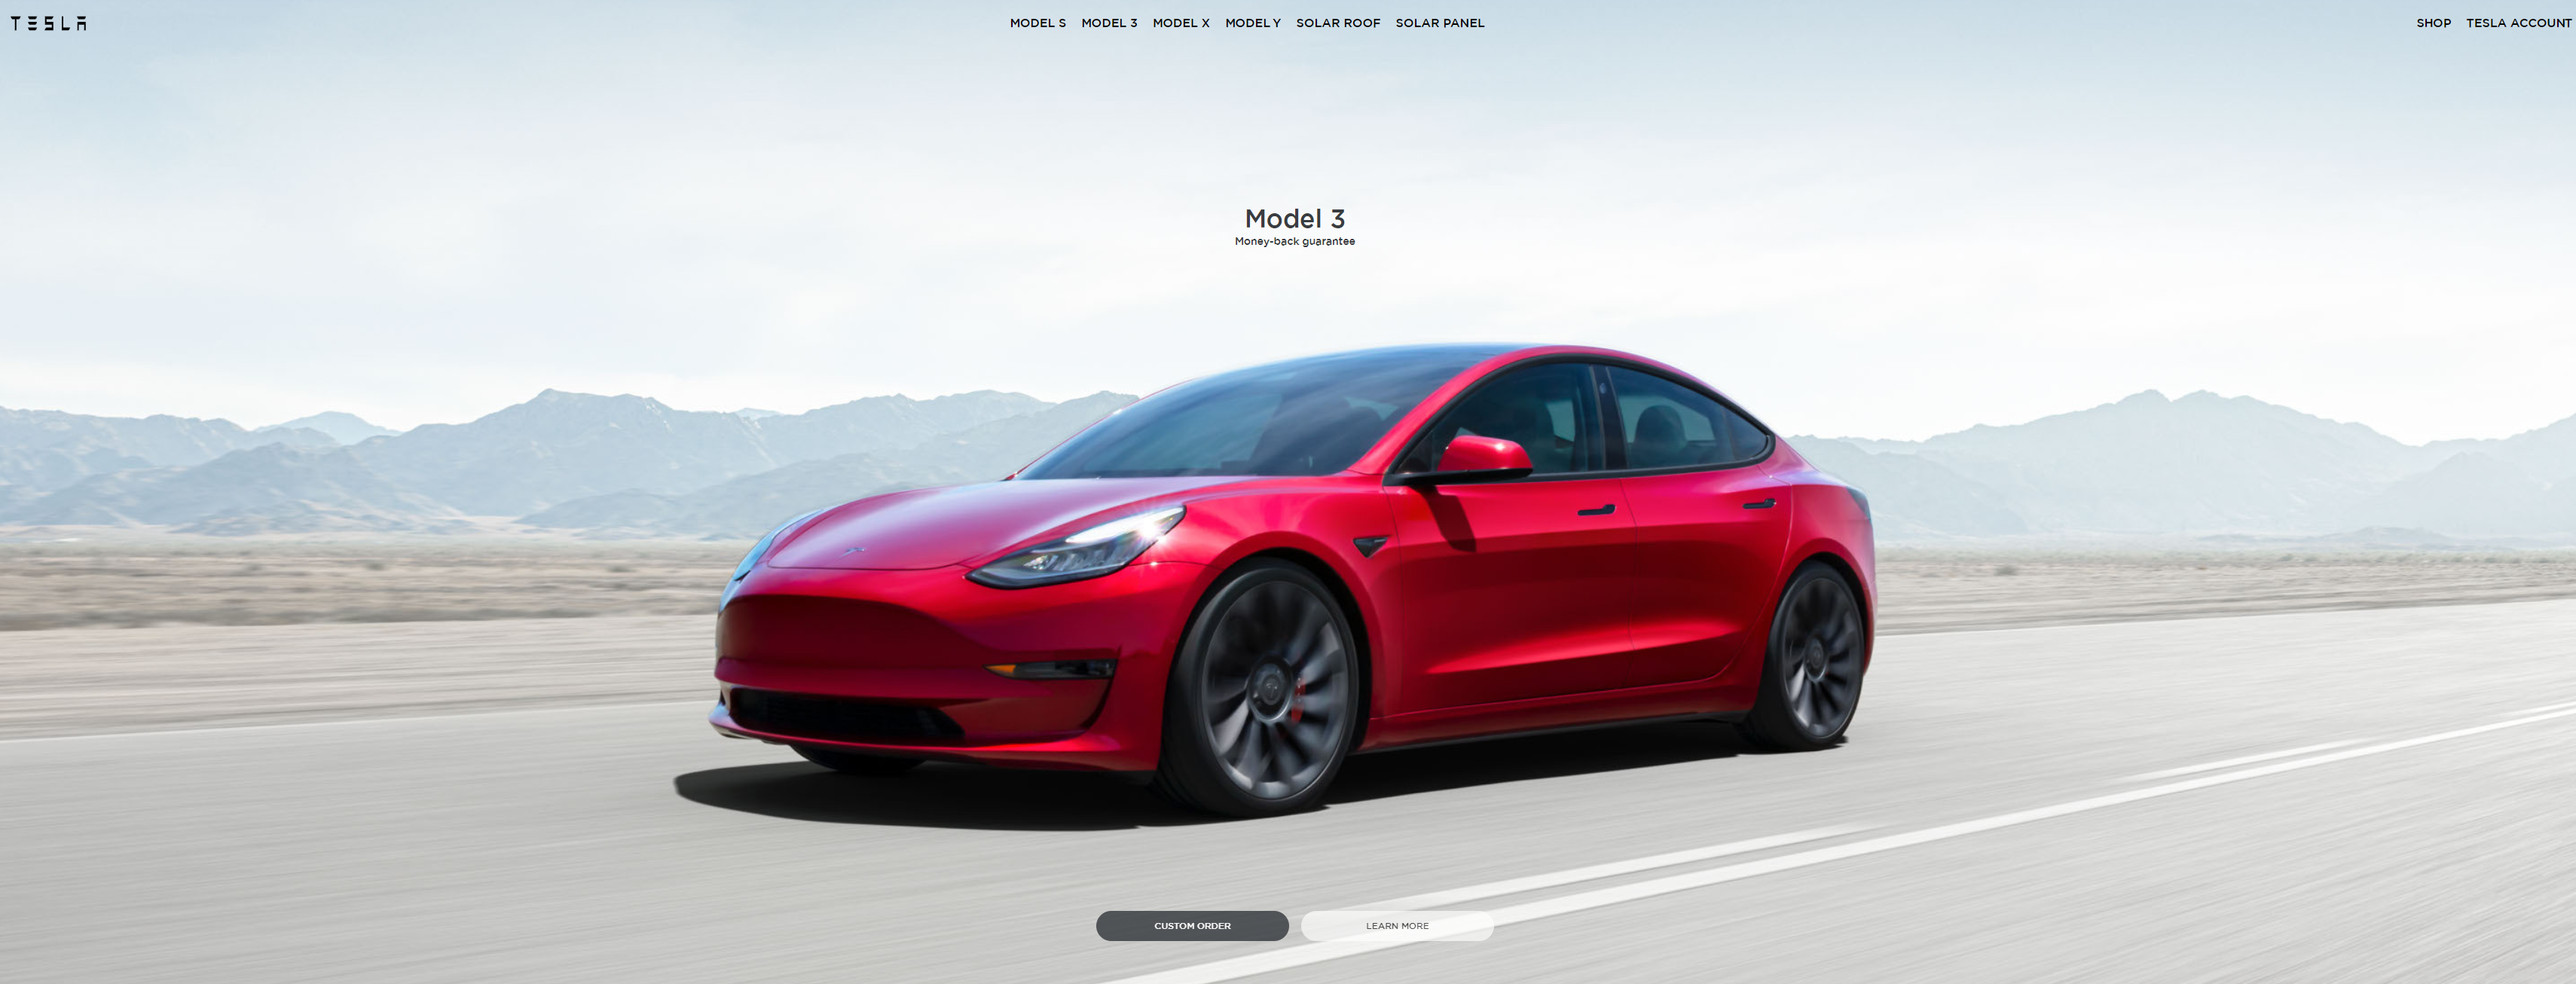 TESLA
MODEL S MODEL 3 MODEL X MODEL Y SOLAR ROOF SOLAR PANEL
SHOP TESLA ACCOUNT
Model 3
Money-back guarantee
CUSTOM ORDER
LEARN MORE